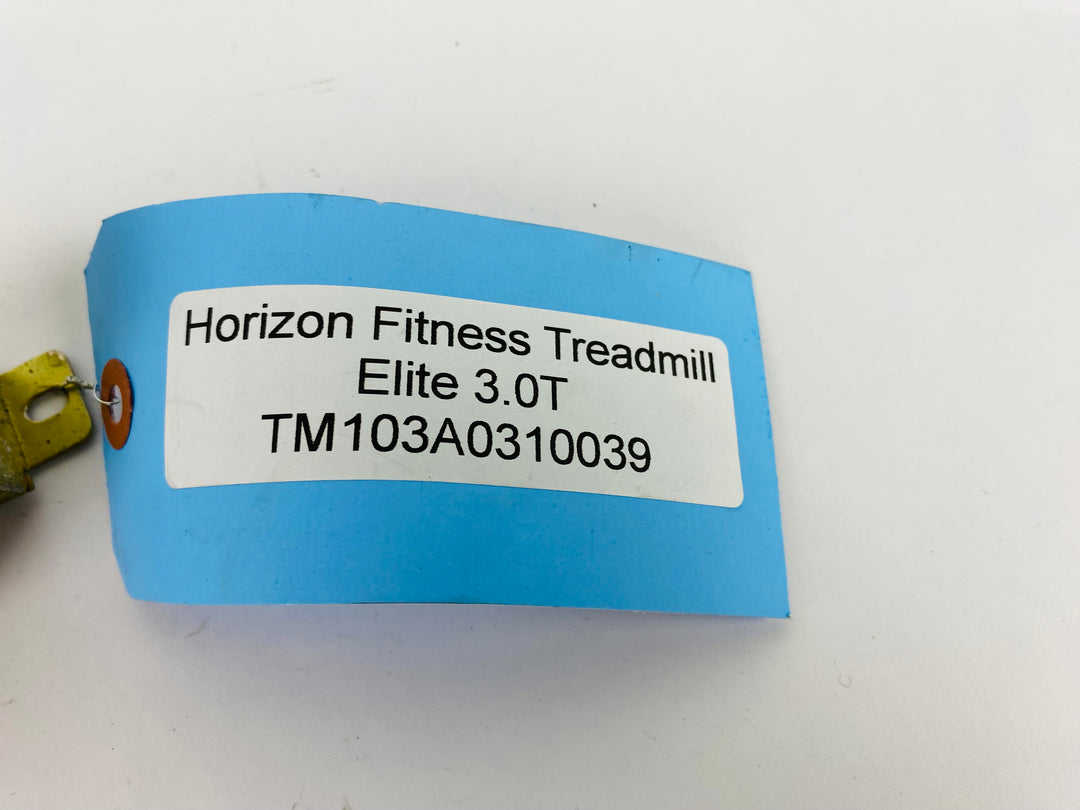 Horizon Fitness Treadmill
Elite 3.0T
TM103A0310039